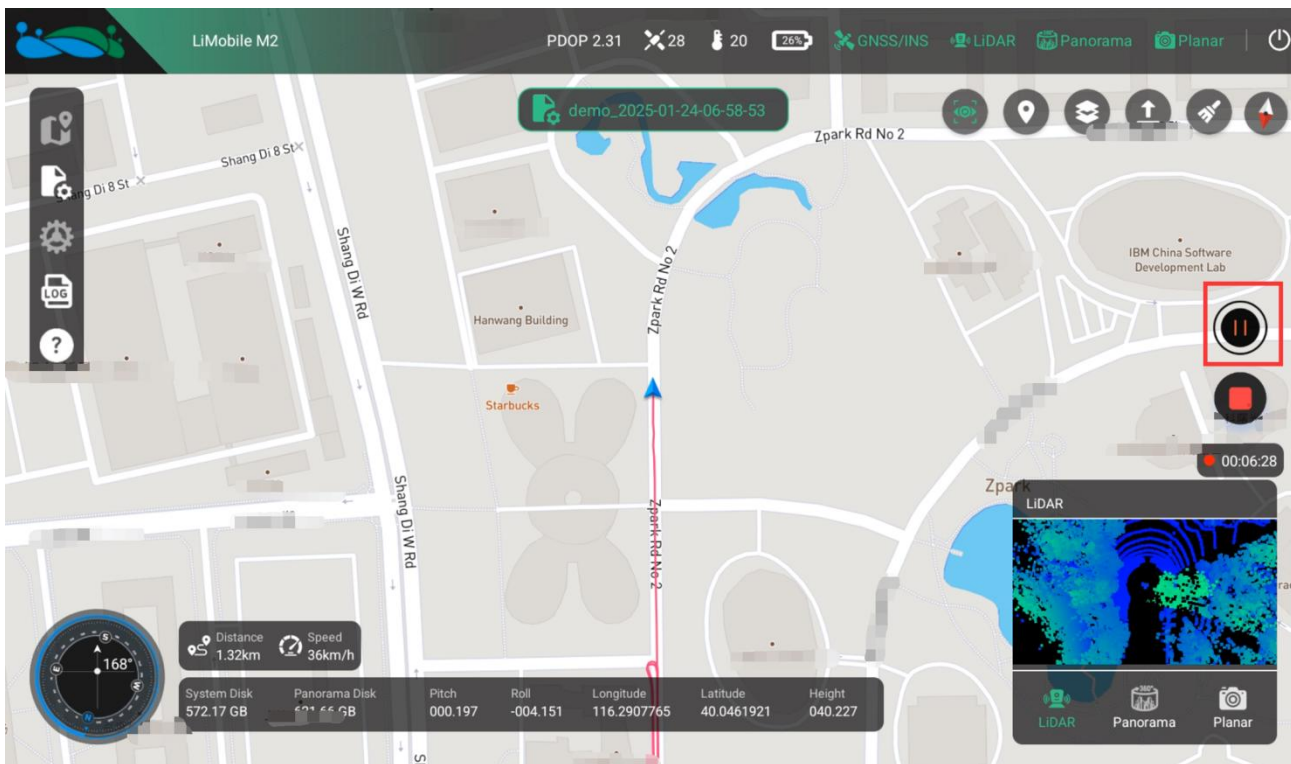 LiMobile M2
PDOP 2.31
28
20
26%
GNSS/INS
LiDAR
Panorama
Planar
demo_2025-01-24-06-58-53
Zpark Rd No 2
Shang Di 8 St
Shang Di 8 St
LOG
?
Shang Di W Rd
Zpark Rd No 2
IBM China Software
Development Lab
Hanwang Building
Starbucks
00:06:28
Shang Di W Rd
Zpark Rd No 2
Zpark
LiDAR
S
E
W
N
168°
Distance
1.32km
Speed
36km/h
System Disk
572.17 GB
Panorama Disk
GB
Pitch
000.197
Roll
-004.151
Longitude
116.2907765
Latitude
40.0461921
Height
040.227
LiDAR
360°
Panorama
Planar